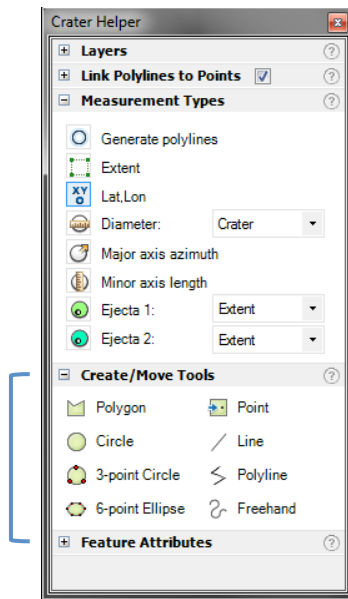 Crater Helper
Layers ?
Link Polylines to Points ?
Measurement Types ?
Generate polylines
Extent
XY Lat,Lon
Diameter: Crater
Major axis azimuth
Minor axis length
Ejecta 1: Extent
Ejecta 2: Extent
Create/Move Tools ?
Polygon Point
Circle Line
3-point Circle Polyline
6-point Ellipse Freehand
Feature Attributes ?